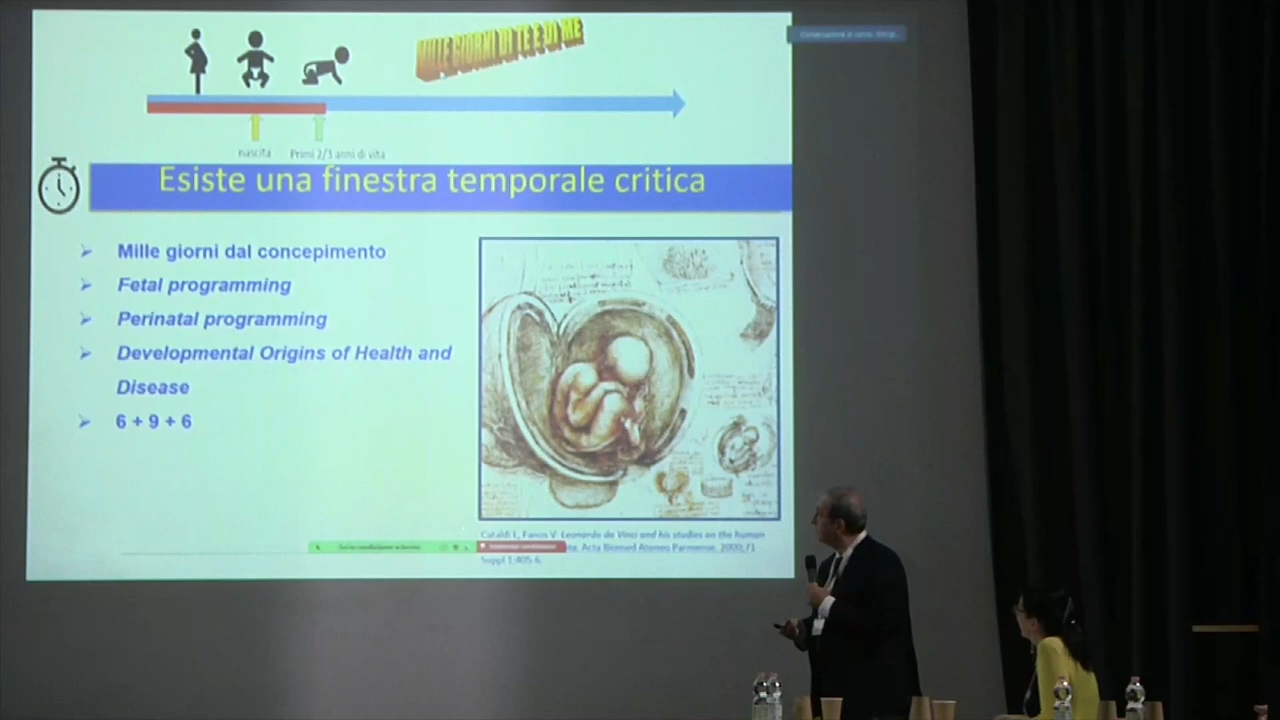 MILLE GIORNI DI TE E DI ME
nascita
Primi 2/3 anni di vita
Esiste una finestra temporale critica
Mille giorni dal concepimento
Fetal programming
Perinatal programming
Developmental Origins of Health and
Disease
6 + 9 + 6
Cataldi L, Fanos V. Leonardo da Vinci and his studies on the human
Acta Biomed Ateneo Parmense. 2000;71
Suppl 1:405-6.